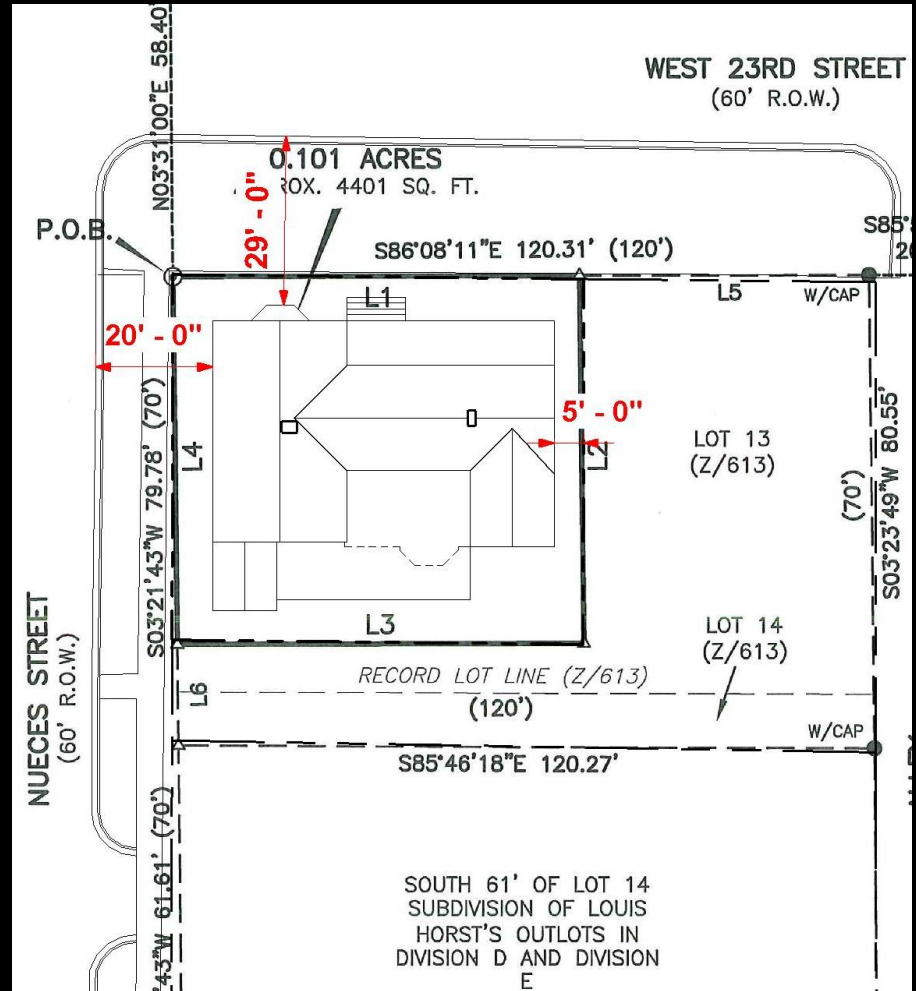 N03°31'00"E 58.40'
WEST 23RD STREET
(60' R.O.W.)
0.101 ACRES
ROX. 4401 SQ. FT.
29' - 0"
P.O.B.
S86°08'11"E 120.31' (120')
S85°
20
L1
L5
W/CAP
20' - 0"
5' - 0"
L4
L2
S03°21'43"W 79.78' (70')
LOT 13
(Z/613)
(70')
S03°23'49"W 80.55'
L3
LOT 14
(Z/613)
NUECES STREET
(60' R.O.W.)
RECORD LOT LINE (Z/613)
L6
(120')
W/CAP
S85°46'18"E 120.27'
'43"W 61.61' (70')
SOUTH 61' OF LOT 14
SUBDIVISION OF LOUIS
HORST'S OUTLOTS IN
DIVISION D AND DIVISION
E